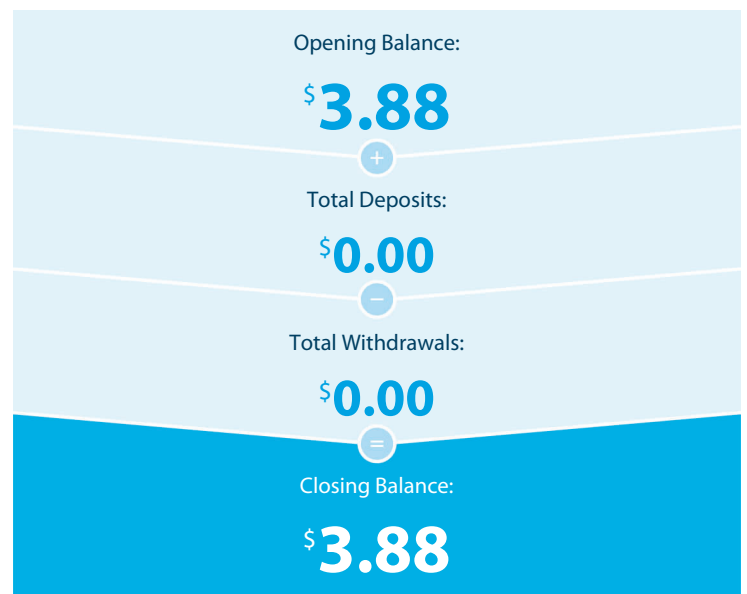 Opening Balance:
$3.88
+
Total Deposits:
$0.00
−
Total Withdrawals:
$0.00
=
Closing Balance:
$3.88